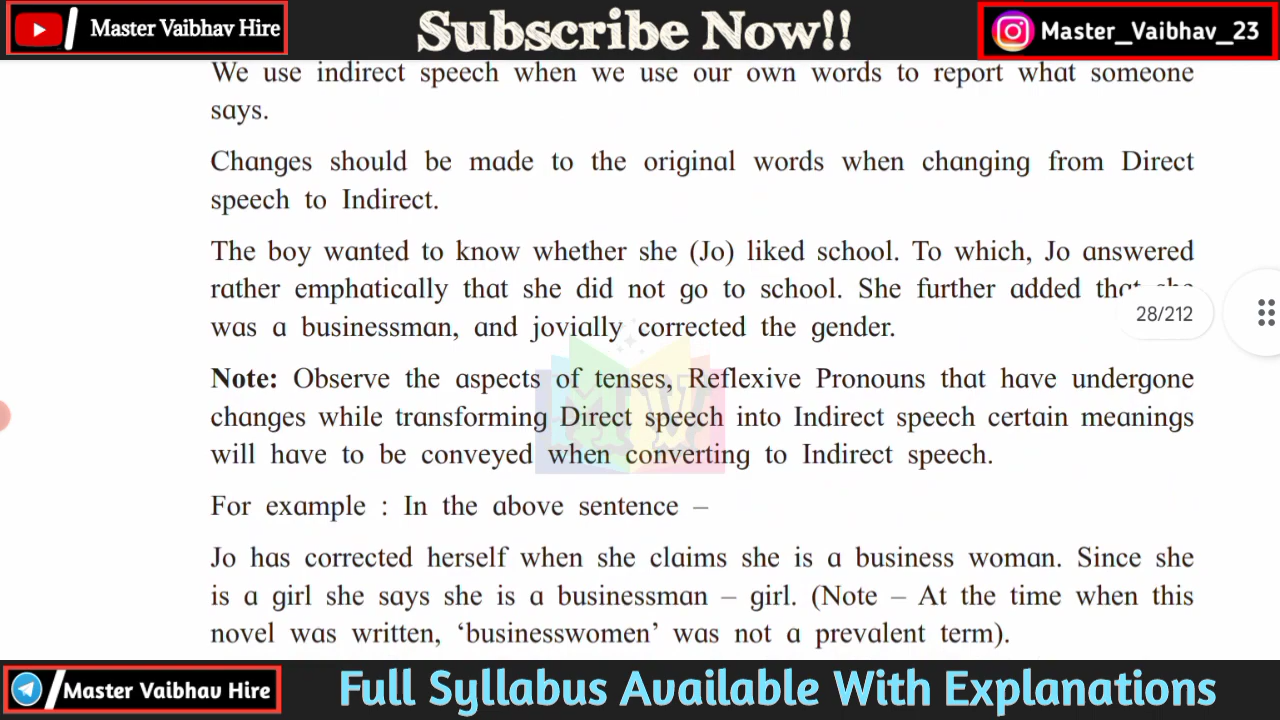 Master Vaibhav Hire
Subscribe Now!!
Master_Vaibhav_23
We use indirect speech when we use our own words to report what someone
says.
Changes should be made to the original words when changing from Direct
speech to Indirect.
The boy wanted to know whether she (Jo) liked school. To which, Jo answered
rather emphatically that she did not go to school. She further added that she
was a businessman, and jovially corrected the gender.
28/212
Note: Observe the aspects of tenses, Reflexive Pronouns that have undergone
changes while transforming Direct speech into Indirect speech certain meanings
will have to be conveyed when converting to Indirect speech.
For example : In the above sentence –
Jo has corrected herself when she claims she is a business woman. Since she
is a girl she says she is a businessman – girl. (Note – At the time when this
novel was written, ‘businesswomen’ was not a prevalent term).
Master Vaibhav Hire
Full Syllabus Available With Explanations